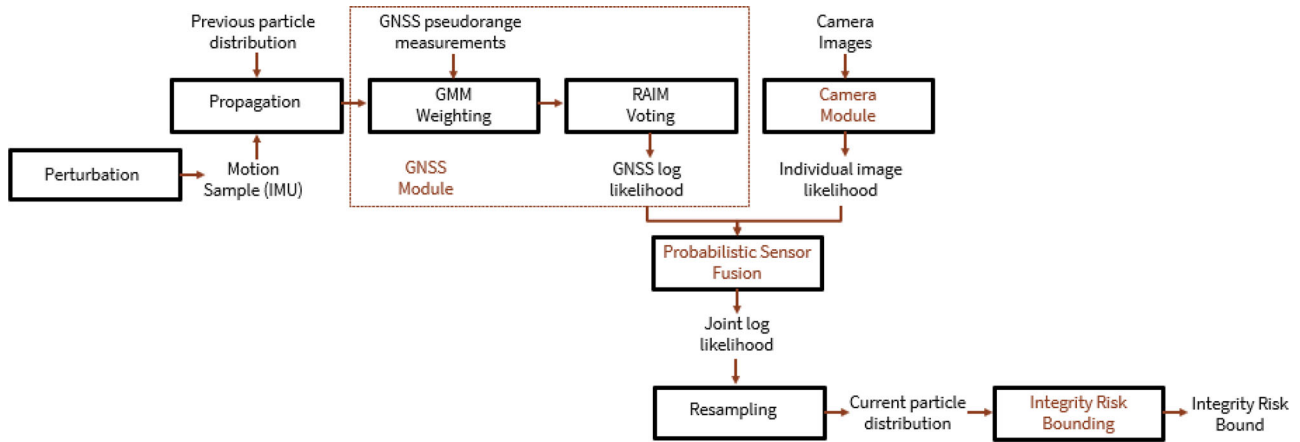 Previous particle
distribution
GNSS pseudorange
measurements
Camera
Images
Propagation
GMM
Weighting
RAIM
Voting
Camera
Module
Perturbation
Motion
Sample (IMU)
GNSS
Module
GNSS log
likelihood
Individual image
likelihood
Probabilistic Sensor
Fusion
Joint log
likelihood
Resampling
Current particle
distribution
Integrity Risk
Bounding
Integrity Risk
Bound